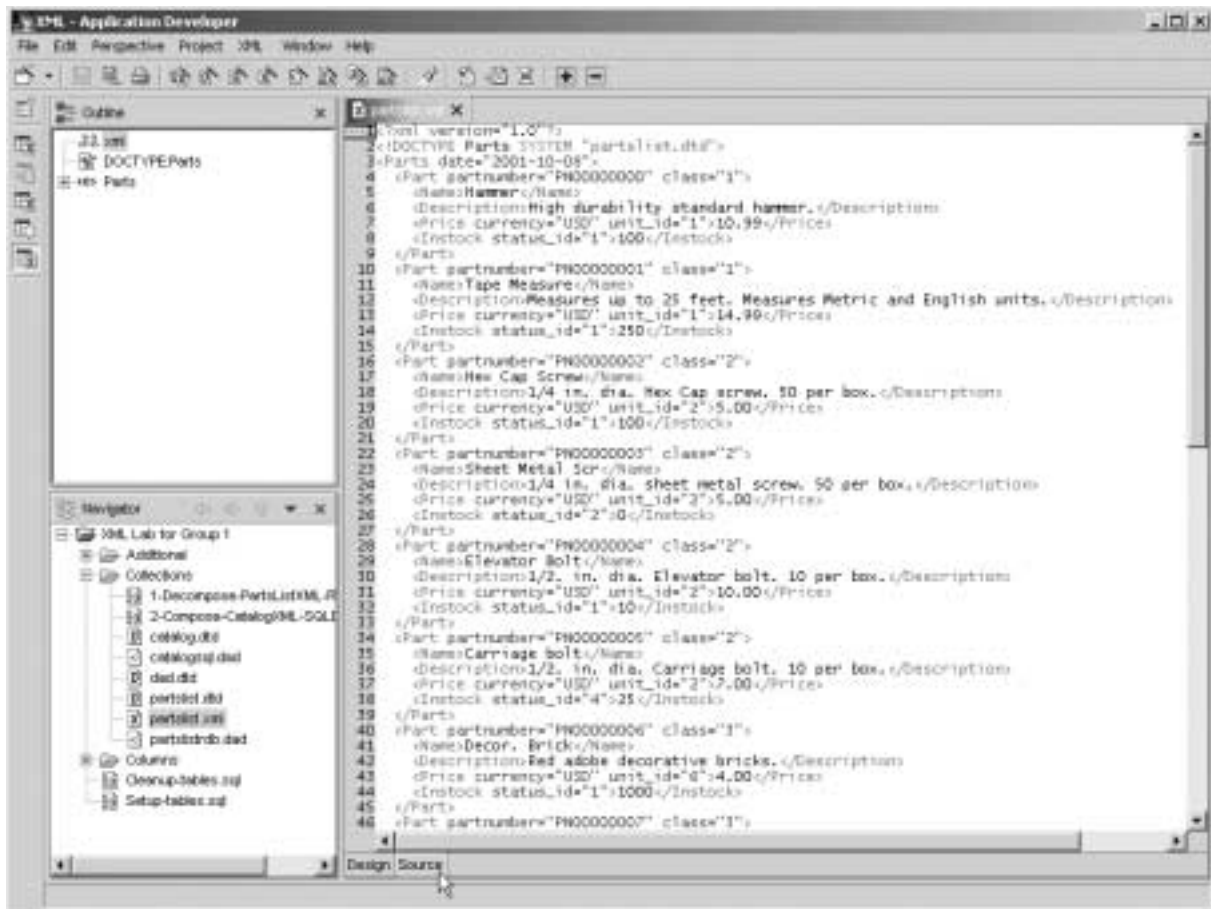 XML - Application Developer
File Edit Perspective Project XML Window Help
Outline
xml
DOCTYPE:Parts
Parts
Navigator
XML Lab for Group 1
Additional
Collections
1-Decompose-PartsListXML-R
2-Compose-CatalogXML-SQL
catalog.dtd
catalogsql.dad
dad.dtd
partslist.dtd
partslist.xml
partslistrdb.dad
Columns
Cleanup-tables.sql
Setup-tables.sql
1<?xml version="1.0"?>
2<!DOCTYPE Parts SYSTEM "partslist.dtd">
3<Parts date="2001-10-08">
4 <Part partnumber="PN00000000" class="1">
5 <Name>Hammer</Name>
6 <Description>High durability standard hammer.</Description>
7 <Price currency="USD" unit_id="1">10.99</Price>
8 <Instock status_id="1">100</Instock>
9 </Part>
10 <Part partnumber="PN00000001" class="1">
11 <Name>Tape Measure</Name>
12 <Description>Measures up to 25 feet. Measures Metric and English units.</Description>
13 <Price currency="USD" unit_id="1">14.99</Price>
14 <Instock status_id="1">250</Instock>
15 </Part>
16 <Part partnumber="PN00000002" class="2">
17 <Name>Hex Cap Screw</Name>
18 <Description>1/4 in. dia. Hex Cap screw. 50 per box.</Description>
19 <Price currency="USD" unit_id="2">5.00</Price>
20 <Instock status_id="1">100</Instock>
21 </Part>
22 <Part partnumber="PN00000003" class="2">
23 <Name>Sheet Metal Scr</Name>
24 <Description>1/4 in. dia. sheet metal screw. 50 per box.</Description>
25 <Price currency="USD" unit_id="2">5.00</Price>
26 <Instock status_id="2">0</Instock>
27 </Part>
28 <Part partnumber="PN00000004" class="2">
29 <Name>Elevator Bolt</Name>
30 <Description>1/2. in. dia. Elevator bolt. 10 per box.</Description>
31 <Price currency="USD" unit_id="2">10.00</Price>
32 <Instock status_id="1">10</Instock>
33 </Part>
34 <Part partnumber="PN00000005" class="2">
35 <Name>Carriage bolt</Name>
36 <Description>1/2. in. dia. Carriage bolt. 10 per box.</Description>
37 <Price currency="USD" unit_id="2">7.00</Price>
38 <Instock status_id="4">25</Instock>
39 </Part>
40 <Part partnumber="PN00000006" class="3">
41 <Name>Decor. Brick</Name>
42 <Description>Red adobe decorative bricks.</Description>
43 <Price currency="USD" unit_id="6">4.00</Price>
44 <Instock status_id="1">1000</Instock>
45 </Part>
46 <Part partnumber="PN00000007" class="3">
Design Source